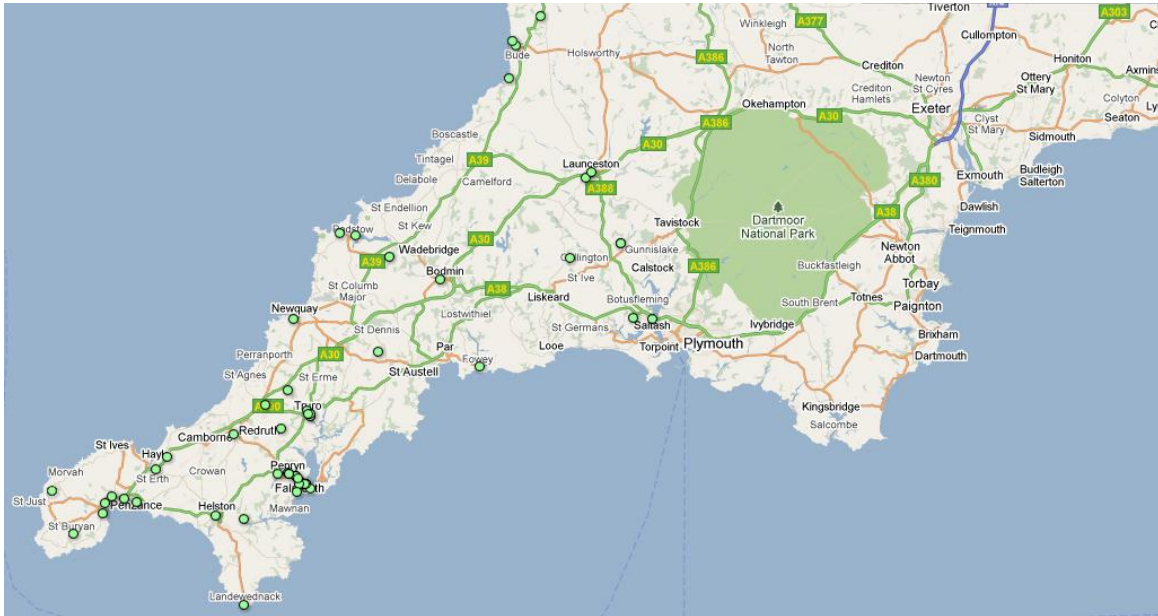 A377
Tiverton
A303
Winkleigh
Cullompton
Bude
Holsworthy
North
Tawton
Honiton
A386
Crediton
Axmins
Newton
St Cyres
Ottery
St Mary
Crediton
Hamlets
Colyton
Okehampton
Exeter
Ly
A386
A30
Clyst
St Mary
Seaton
Boscastle
A30
Sidmouth
Tintagel
A39
Launceston
Exmouth
Budleigh
Salterton
Delabole
Camelford
A388
A380
St Endellion
Dawlish
Padstow
St Kew
Tavistock
Dartmoor
National Park
A38
Teignmouth
Wadebridge
A30
Gunnislake
Newton
Abbot
A39
Callington
Calstock
A386
Buckfastleigh
Bodmin
St Ive
Torbay
St Columb
Major
A38
Liskeard
Botusfleming
South Brent
Totnes
Paignton
Newquay
Lostwithiel
St Dennis
St Germans
Saltash
Ivybridge
Brixham
Perranporth
A30
Par
Looe
Torpoint
Plymouth
Dartmouth
St Agnes
St Erme
St Austell
Fowey
Truro
Kingsbridge
Salcombe
St Ives
Camborne
Redruth
Morvah
Hayl
St Erth
Crowan
Penryn
Falmouth
St Just
Penzance
Helston
Mawnan
St Buryan
Landewednack